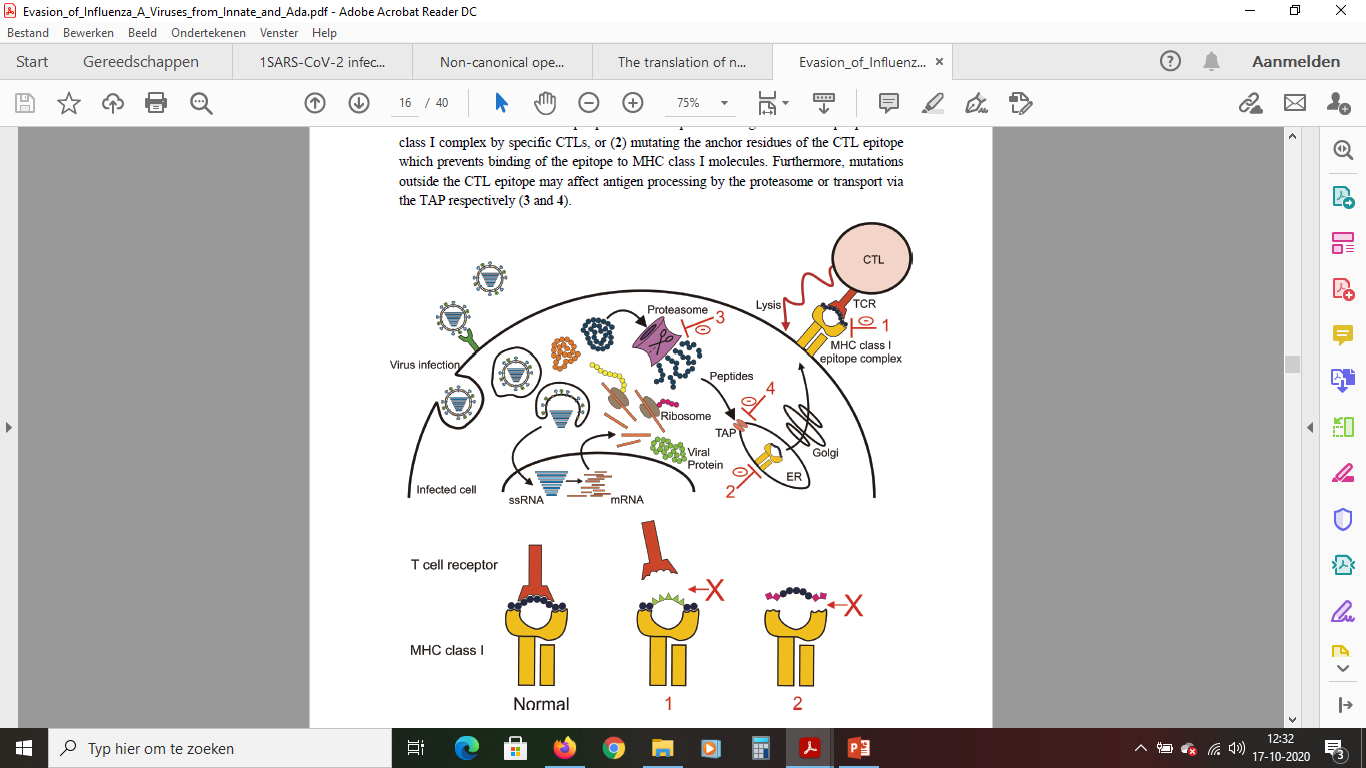 Evasion_of_Influenza_A_Viruses_from_Innate_and_Ada.pdf - Adobe Acrobat Reader DC
Bestand Bewerken Beeld Ondertekenen Venster Help
Start Gereedschappen 1SARS-CoV-2 infec... Non-canonical ope... The translation of n... Evasion_of_Influenz... × Aanmelden
16 / 40 75%
class I complex by specific CTLs, or (2) mutating the anchor residues of the CTL epitope
which prevents binding of the epitope to MHC class I molecules. Furthermore, mutations
outside the CTL epitope may affect antigen processing by the proteasome or transport via
the TAP respectively (3 and 4).
CTL
Lysis
TCR
Proteasome
3
1
MHC class I
epitope complex
Virus infection
Peptides
4
Ribosome
TAP
Viral
Protein
Golgi
ER
2
Infected cell
ssRNA
mRNA
T cell receptor
X
X
MHC class I
Normal 1 2
Typ hier om te zoeken
12:32
17-10-2020
3